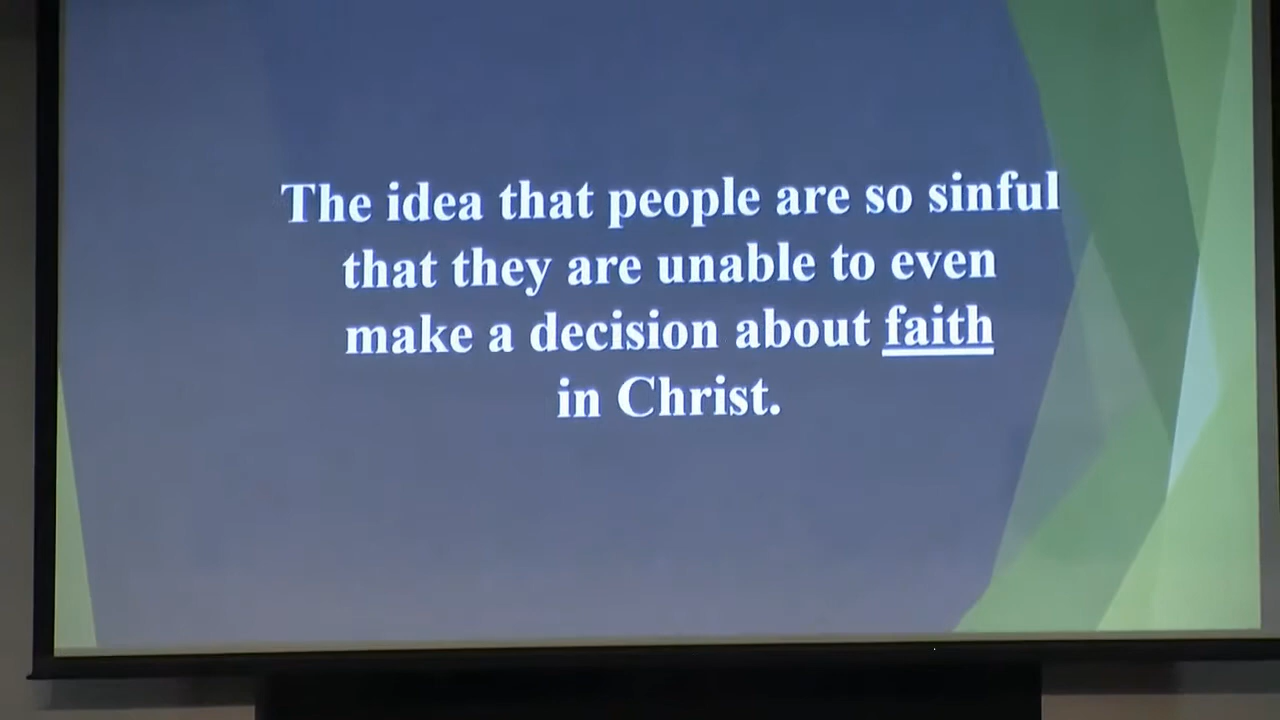 The idea that people are so sinful
that they are unable to even
make a decision about faith
in Christ.